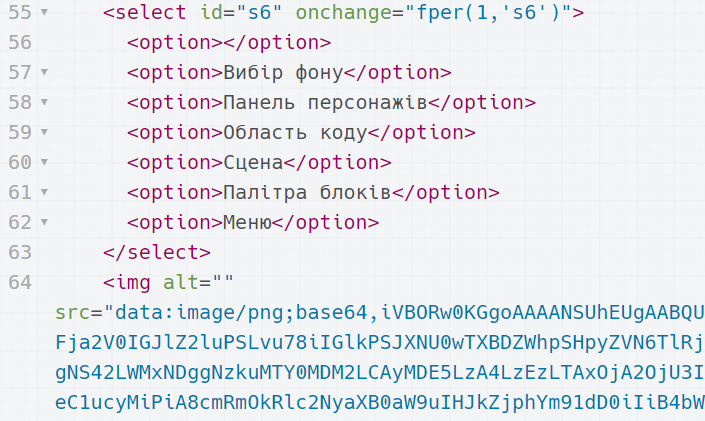 55 <select id="s6" onchange="fper(1,'s6')">
56 <option></option>
57 <option>Вибір фону</option>
58 <option>Панель персонажів</option>
59 <option>Область коду</option>
60 <option>Сцена</option>
61 <option>Палітра блоків</option>
62 <option>Меню</option>
63 </select>
64 <img alt=""
src="data:image/png;base64,iVBORw0KGgoAAAANSUhEUgAABQU
Fja2V0IGJlZ2luPSLvu78iIGlkPSJXNU0wTXBDZWhpSHpyZVN6TlRj
gNS42LWMxNDggNzkuMTY0MDM2LCAyMDE5LzA4LzEzLTAxOjA2OjU3I
eC1ucyMiPiA8cmRmOkRlc2NyaXB0aW9uIHJkZjphYm91dD0iIiB4bW